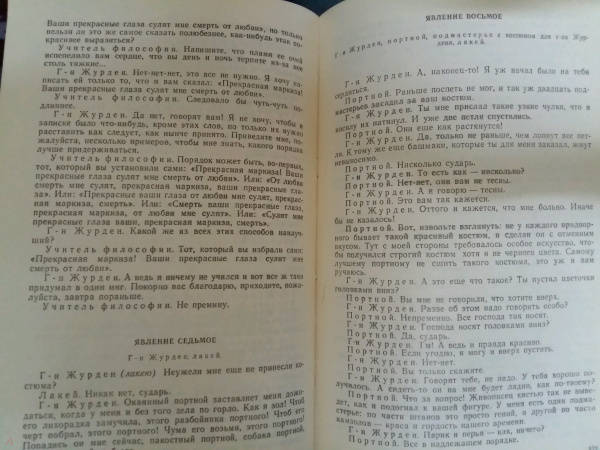 Ваши прекрасные глаза сулят мне смерть от любви», но только
нельзя ли это же самое сказать полюбезнее, как-нибудь этак по-
красивее выразиться?
Учитель философии. Напишите, что пламя ее очей
испепелило вам сердце, что вы день и ночь терпите из-за нее
столь тяжкие...
Г-н Журден. Нет-нет-нет, это все не нужно. Я хочу на-
писать ей только то, что я вам сказал: «Прекрасная маркиза!
Ваши прекрасные глаза сулят мне смерть от любви».
Учитель философии. Следовало бы чуть-чуть по-
длиннее.
Г-н Журден. Да нет, говорят вам! Я не хочу, чтобы в
записке было что-нибудь, кроме этих слов, но только их нужно
расставить как следует, как нынче принято. Приведите мне, по-
жалуйста, несколько примеров, чтобы мне знать, какого порядка
лучше придерживаться.
Учитель философии. Порядок может быть, во-первых,
тот, который вы установили сами: «Прекрасная маркиза! Ваши
прекрасные глаза сулят мне смерть от любви». Или: «От любви
смерть мне сулят, прекрасная маркиза, ваши прекрасные гла-
за». Или: «Прекрасные ваши глаза от любви мне сулят, прекрас-
ная маркиза, смерть». Или: «Смерть ваши прекрасные глаза,
прекрасная маркиза, от любви мне сулят». Или: «Сулят мне
прекрасные глаза ваши, прекрасная маркиза, смерть».
Г-н Журден. Какой же из всех этих способов наилуч-
ший?
Учитель философии. Тот, который вы избрали сами:
«Прекрасная маркиза! Ваши прекрасные глаза сулят мне
смерть от любви».
Г-н Журден. А ведь я ничему не учился и вот все ж таки
придумал в один миг. Покорно вас благодарю, приходите, пожа-
луйста, завтра пораньше.
Учитель философии. Не премину.
ЯВЛЕНИЕ СЕДЬМОЕ
Г-н Журден, лакей.
Г-н Журден (лакею) Неужели мне еще не принесли ко-
стюма?
Лакей. Никак нет, сударь.
Г-н Журден. Окаянный портной заставляет меня дожи-
даться, когда у меня и без того дела по горло. Как я зол! Чтоб
его лихорадка замучила, этого разбойника портного! Чтоб его
черт побрал, этого портного! Чума его возьми, этого портного!
Попадись он мне сейчас, пакостный портной, собака портной,
ЯВЛЕНИЕ ВОСЬМОЕ
Г-н Журден, портной, подмастерье с костюмом для г-на Жур-
дена, лакей.
Г-н Журден. А, наконец-то! Я уж начал было на тебя
сердиться.
Портной. Раньше поспеть не мог, и так уж двадцать под-
мастерьев засадил за ваш костюм.
Г-н Журден. Ты мне прислал такие узкие чулки, что я
насилу их натянул. И уже две петли спустились.
Портной. Они еще как растянутся!
Г-н Журден. Да, только не раньше, чем лопнут все пет-
ли. К тому же еще башмаки, которые ты для меня заказал, жмут
невыносимо.
Портной. Нисколько сударь.
Г-н Журден. То есть как — нисколько?
Портной. Нет-нет, они вам не тесны.
Г-н Журден. А я говорю — тесны.
Портной. Это вам так кажется.
Г-н Журден. Оттого и кажется, что мне больно. Иначе
бы не казалось!
Портной. Вот, извольте взглянуть: не у каждого придвор-
ного бывает такой красивый костюм, и сделан он с отменным
вкусом. Тут с моей стороны требовалось особое искусство, что-
бы получился строгий костюм хотя и не черного цвета. Самому
лучшему портному не сшить такого костюма, это уж я вам
ручаюсь.
Г-н Журден. А это еще что такое? Ты пустил цветочки
головками вниз?
Портной. Вы мне не говорили, что хотите вверх.
Г-н Журден. Разве об этом надо говорить особо?
Портной. Непременно. Все господа так носят.
Г-н Журден. Господа носят головками вниз?
Портной. Да, сударь.
Г-н Журден. Гм! А ведь и правда красиво.
Портной. Если угодно, я могу и вверх пустить.
Г-н Журден. Нет-нет.
Портной. Вы только скажите.
Г-н Журден. Говорят тебе, не надо. У тебя хорошо по-
лучилось. А сидеть-то он на мне будет ладно, как по-твоему?
Портной. Что за вопрос! Живописец кистью так не выве-
дет, как я подогнал к вашей фигуре. У меня есть один подма-
стерье: по части штанов это просто гений, а другой по части
камзолов — краса и гордость нашего времени.
Г-н Журден. Парик и перья — как, ничего?
Портной. Все в надлежащем порядке.